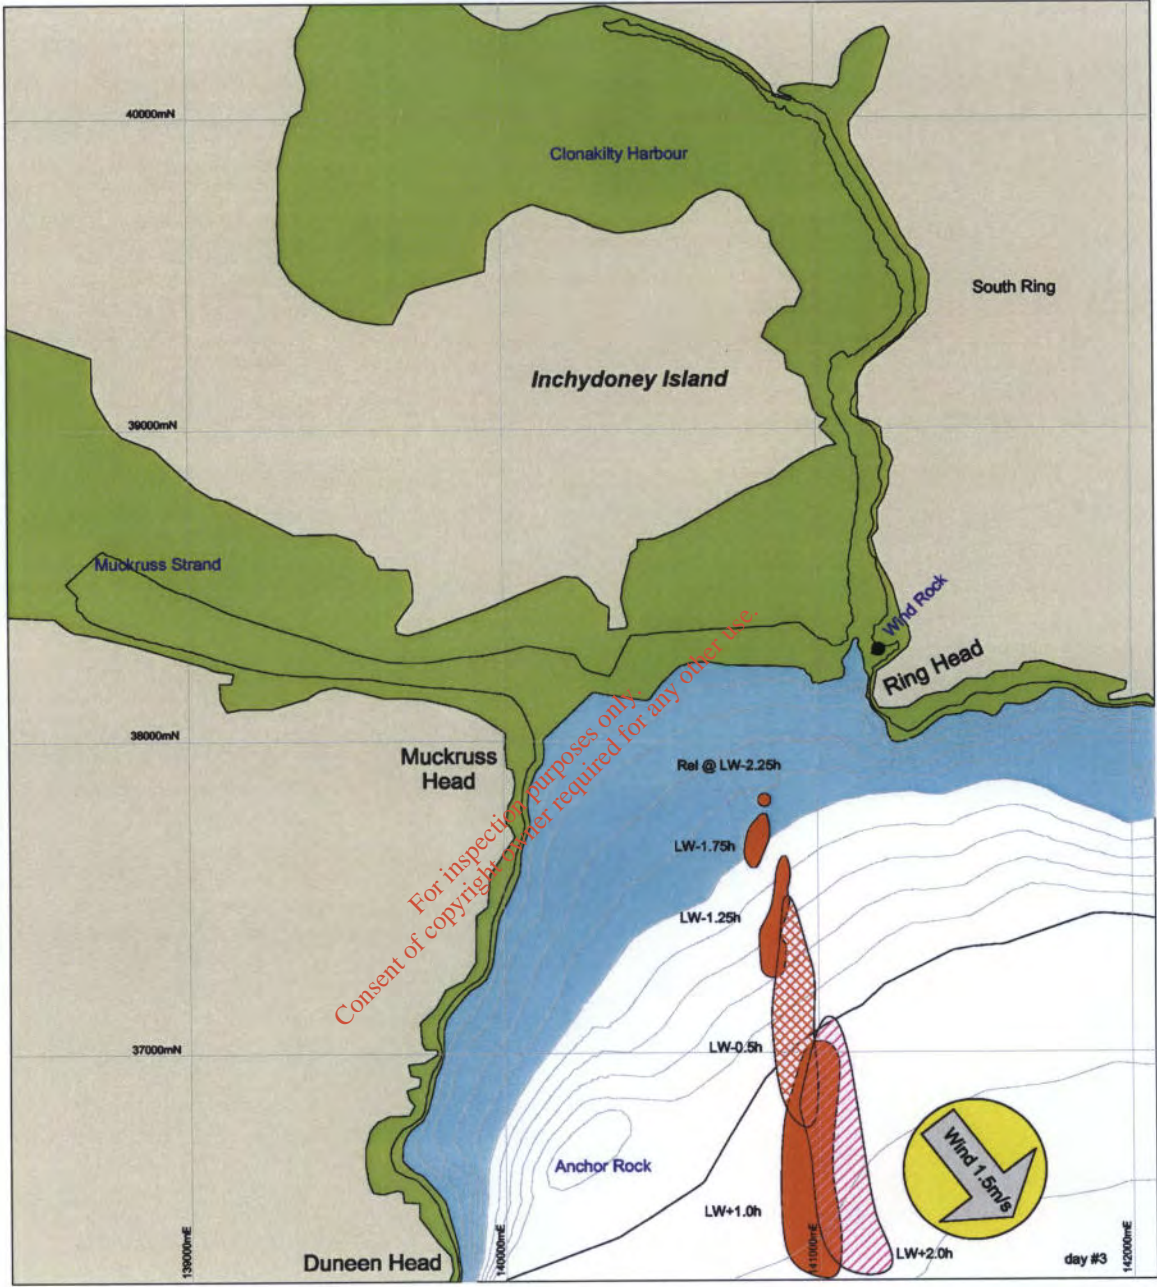 40000mN
Clonakilty Harbour
South Ring
Inchydoney Island
39000mN
Muckruss Strand
Wind Rock
Ring Head
38000mN
Muckruss
Head
Rel @ LW-2.25h
LW-1.75h
For inspection purposes only.
Consent of copyright owner required for any other use.
LW-1.25h
37000mN
LW-0.5h
Wind 1.5m/s
Anchor Rock
LW+1.0h
LW+2.0h
Duneen Head
139000mE
140000mE
141000mE
142000mE
day #3